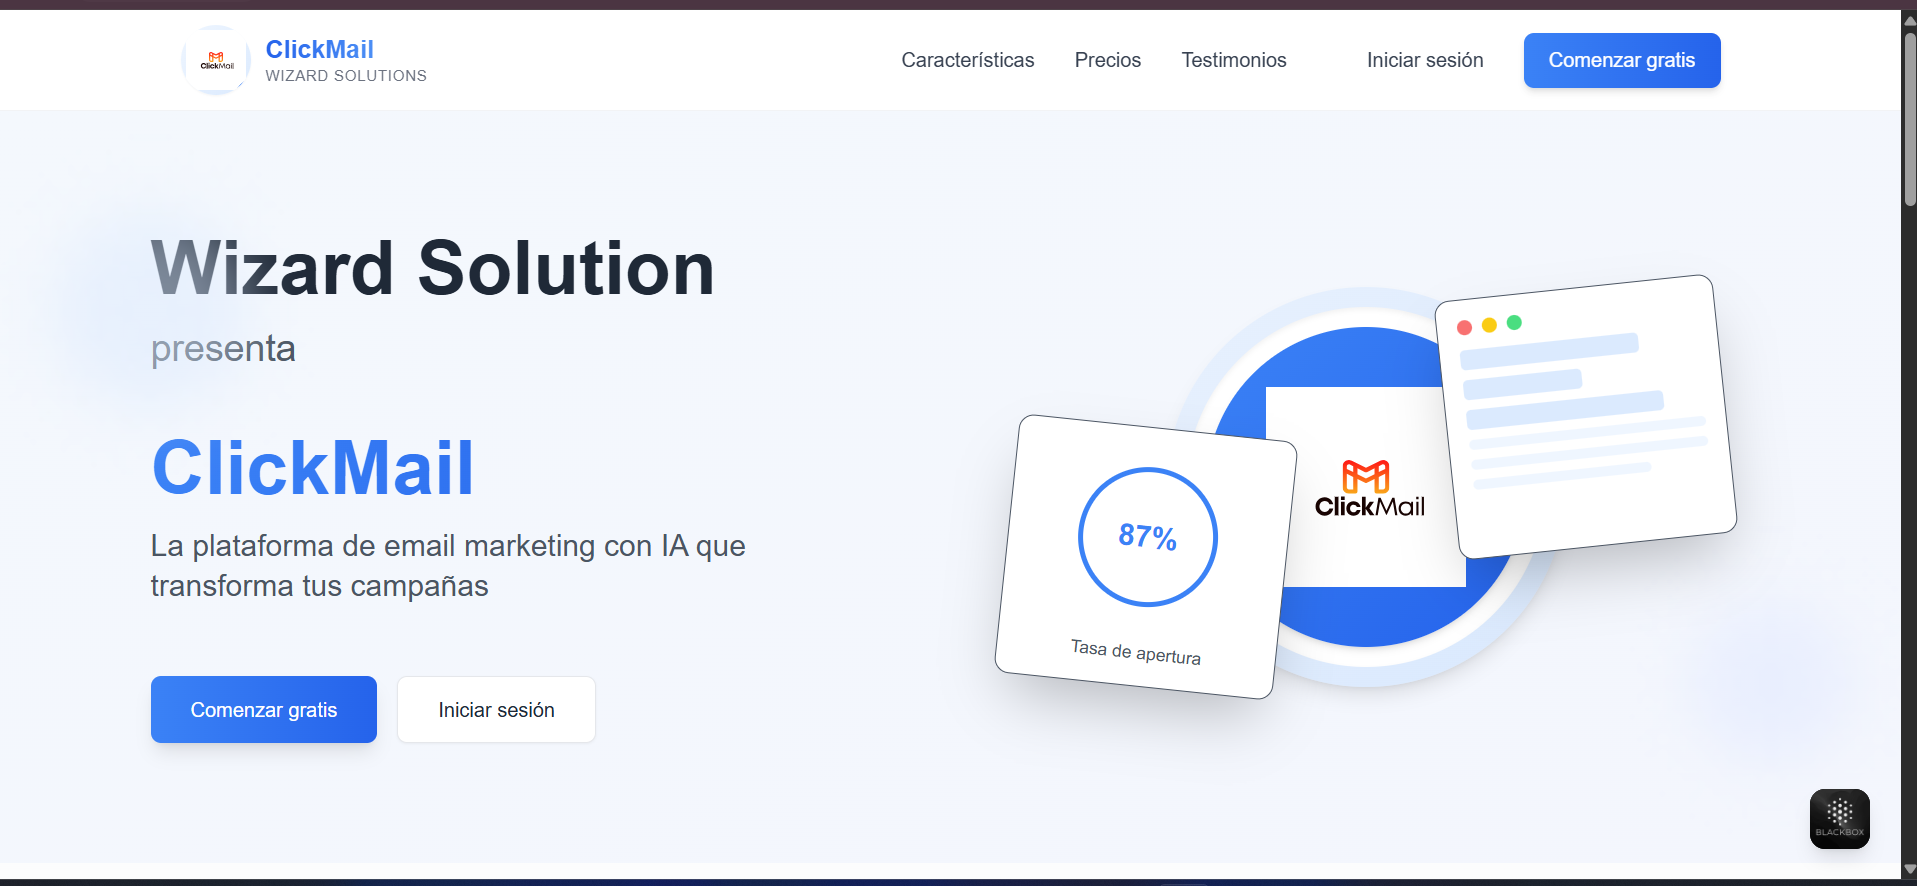 ClickMail
ClickMail
WIZARD SOLUTIONS
Características
Precios
Testimonios
Iniciar sesión
Comenzar gratis
Wizard Solution
presenta
ClickMail
La plataforma de email marketing con IA que
transforma tus campañas
Comenzar gratis
Iniciar sesión
87%
Tasa de apertura
ClickMail
BLACKBOX